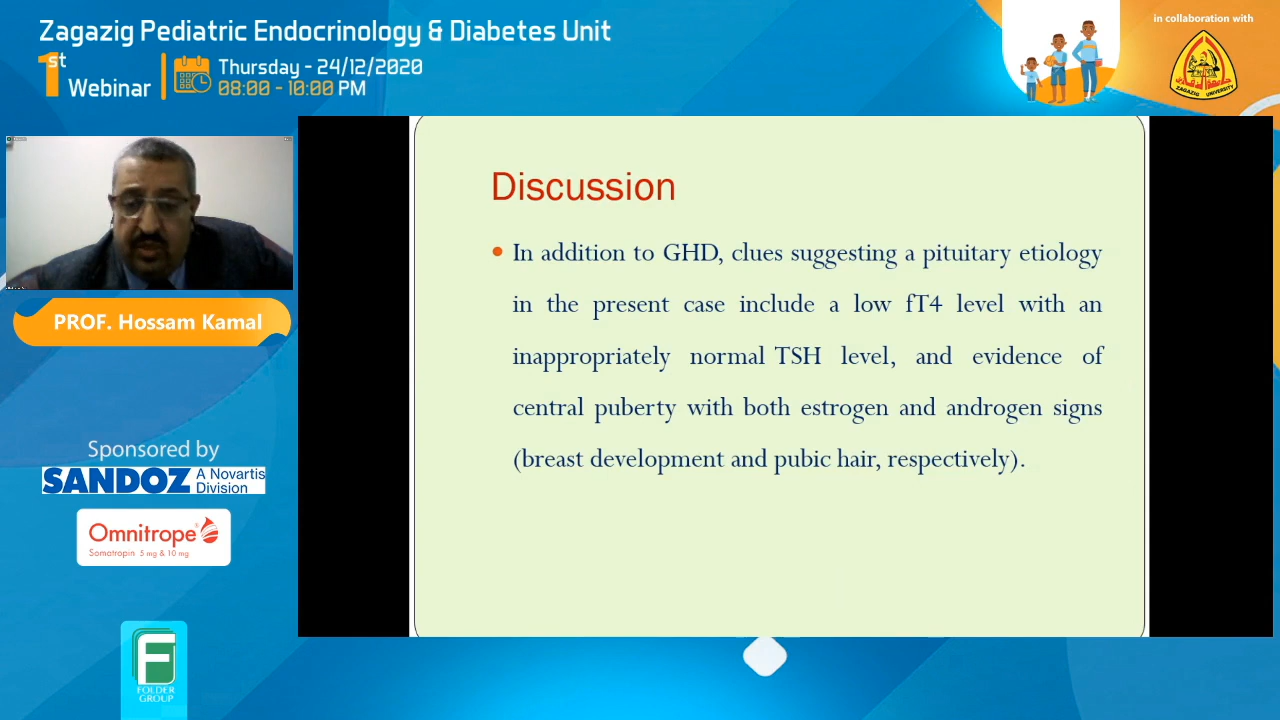 Zagazig Pediatric Endocrinology & Diabetes Unit
1st Webinar
Thursday - 24/12/2020
08:00 - 10:00 PM
in collaboration with
ZAGAZIG UNIVERSITY
Discussion
In addition to GHD, clues suggesting a pituitary etiology
in the present case include a low fT4 level with an
inappropriately normal TSH level, and evidence of
central puberty with both estrogen and androgen signs
(breast development and pubic hair, respectively).
PROF. Hossam Kamal
Sponsored by
SANDOZ A Novartis
Division
Omnitrope®
Somatropin 5 mg & 10 mg
FOLDER
GROUP